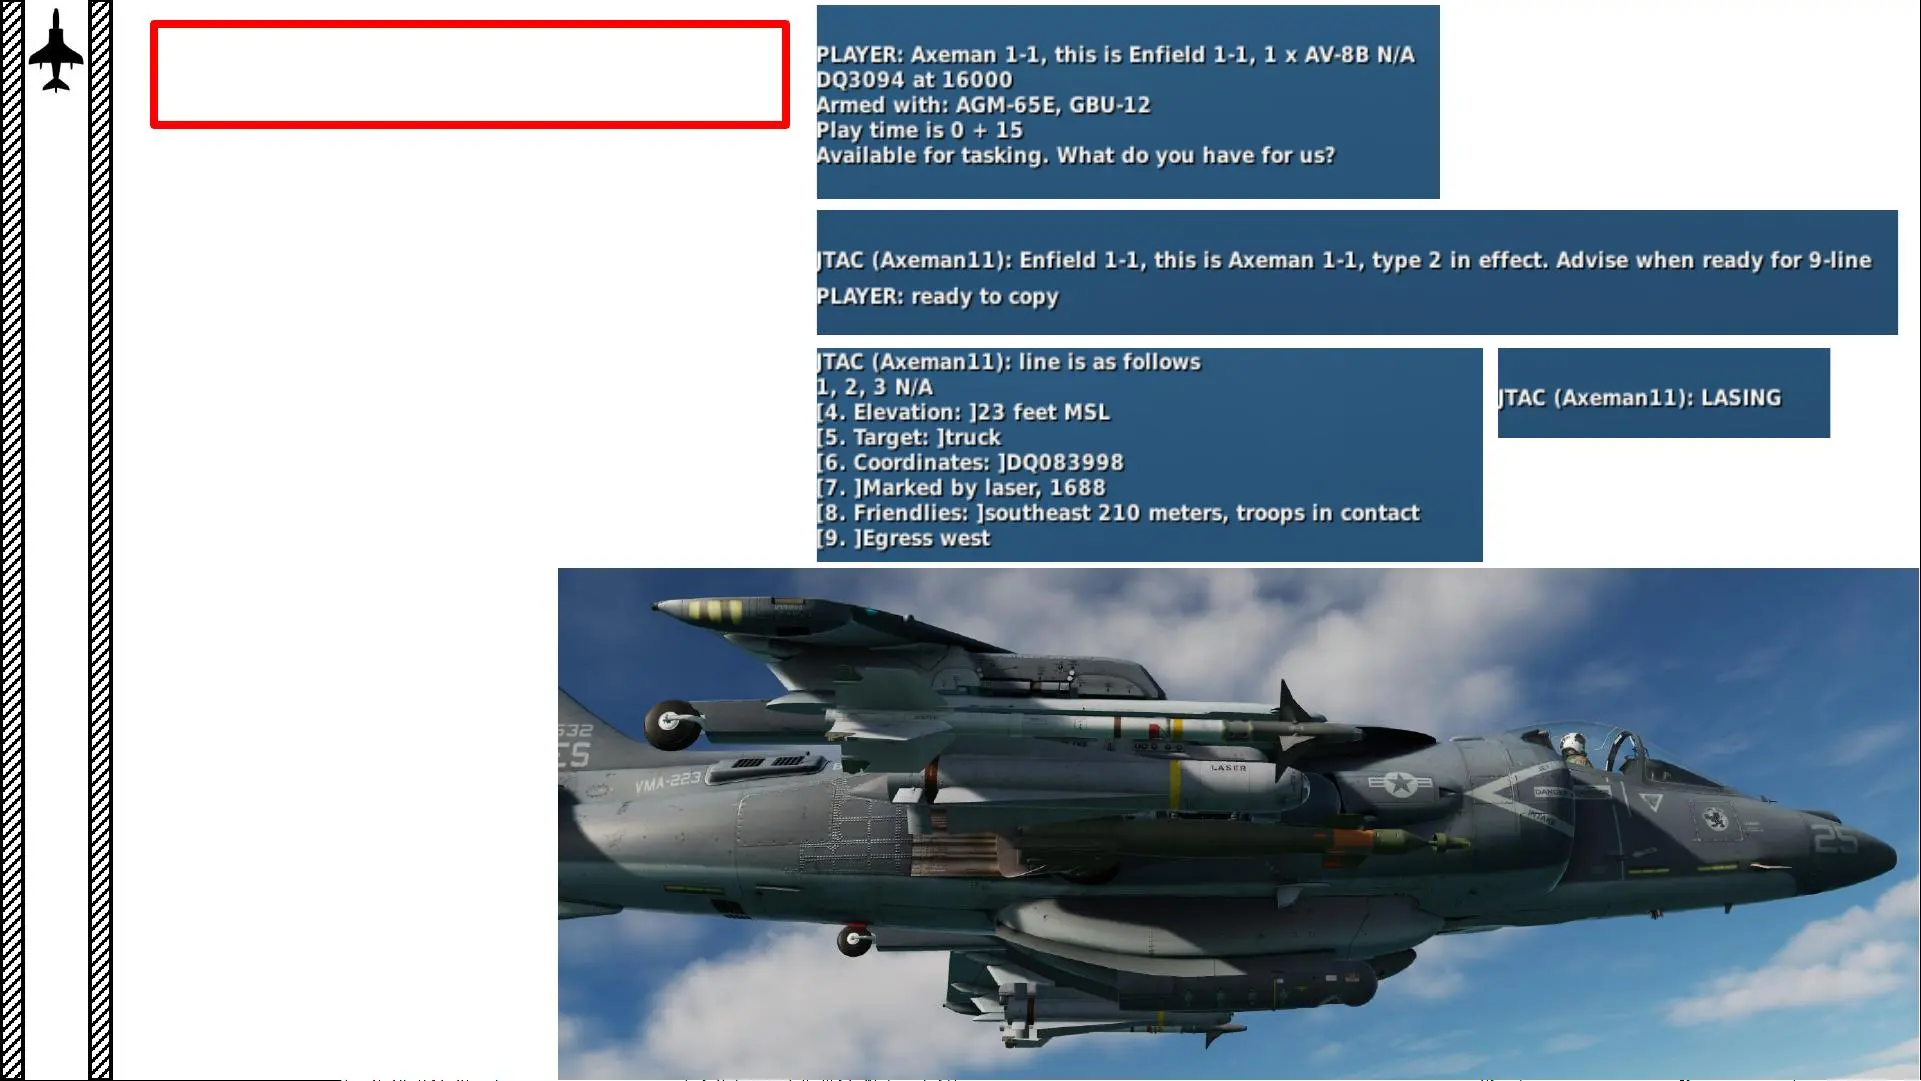 PLAYER: Axeman 1-1, this is Enfield 1-1, 1 x AV-8B N/A
DQ3094 at 16000
Armed with: AGM-65E, GBU-12
Play time is 0 + 15
Available for tasking. What do you have for us?
JTAC (Axeman11): Enfield 1-1, this is Axeman 1-1, type 2 in effect. Advise when ready for 9-line
PLAYER: ready to copy
JTAC (Axeman11): line is as follows
1, 2, 3 N/A
[4. Elevation: ]23 feet MSL
[5. Target: ]truck
[6. Coordinates: ]DQ083998
[7. ]Marked by laser, 1688
[8. Friendlies: ]southeast 210 meters, troops in contact
[9. ]Egress west
JTAC (Axeman11): LASING
532
ES
VMA-223
LASER
DANGER
INTAKE
25